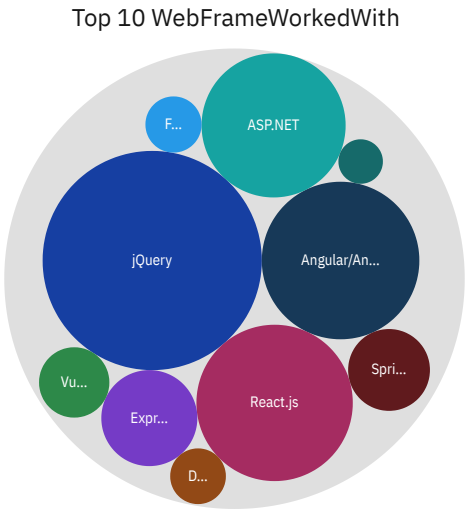 Top 10 WebFrameWorkedWith
F...
ASP.NET
jQuery
Angular/An...
Spri...
Vu...
React.js
Expr...
D...